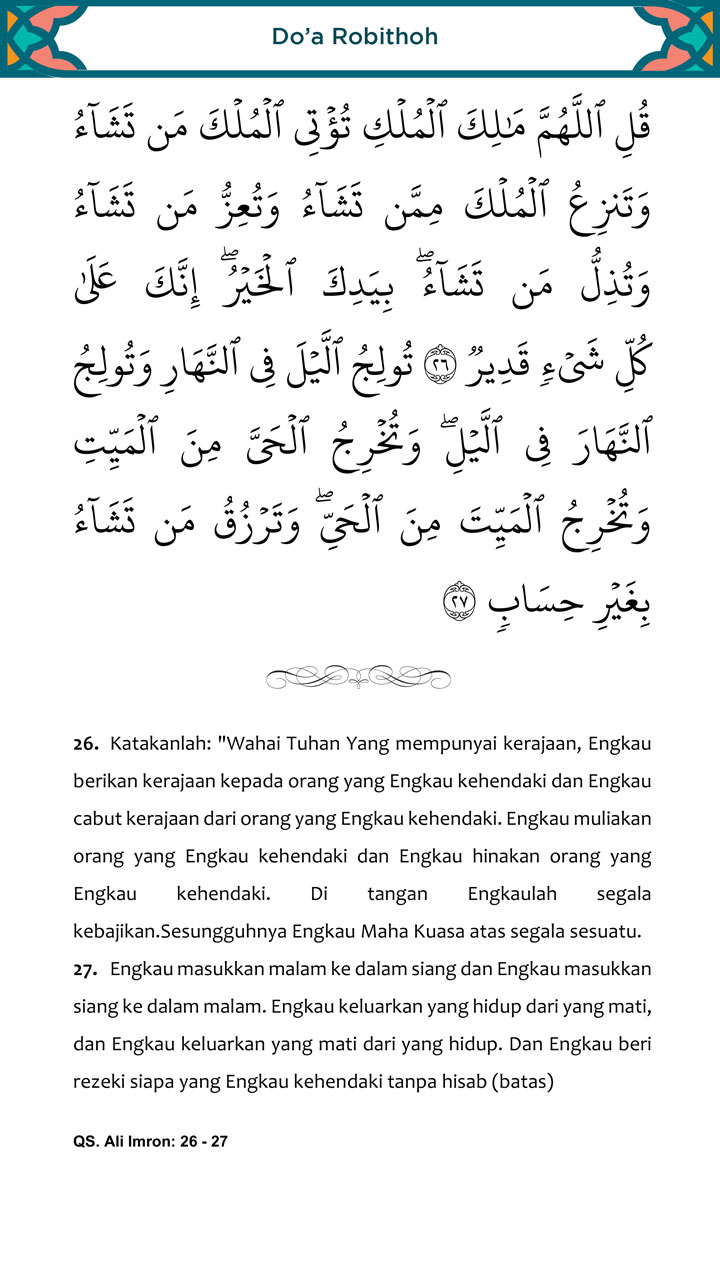 Do'a Robithoh
قُلِ ٱللَّهُمَّ مَـٰلِكَ ٱلۡمُلۡكِ تُؤۡتِى ٱلۡمُلۡكَ مَن تَشَآءُ
وَتَنزِعُ ٱلۡمُلۡكَ مِمَّن تَشَآءُ وَتُعِزُّ مَن تَشَآءُ
وَتُذِلُّ مَن تَشَآءُۖ بِيَدِكَ ٱلۡخَيۡرُۖ إِنَّكَ عَلَىٰ
كُلِّ شَىۡءٍ قَدِيرٌ ٢٦ تُولِجُ ٱلَّيۡلَ فِى ٱلنَّهَارِ وَتُولِجُ
ٱلنَّهَارَ فِى ٱلَّيۡلِۖ وَتُخۡرِجُ ٱلۡحَىَّ مِنَ ٱلۡمَيِّتِ
وَتُخۡرِجُ ٱلۡمَيِّتَ مِنَ ٱلۡحَىِّۖ وَتَرۡزُقُ مَن تَشَآءُ
بِغَيۡرِ حِسَابٍ ٢٧
26. Katakanlah: "Wahai Tuhan Yang mempunyai kerajaan, Engkau
berikan kerajaan kepada orang yang Engkau kehendaki dan Engkau
cabut kerajaan dari orang yang Engkau kehendaki. Engkau muliakan
orang yang Engkau kehendaki dan Engkau hinakan orang yang
Engkau kehendaki. Di tangan Engkaulah segala
kebajikan.Sesungguhnya Engkau Maha Kuasa atas segala sesuatu.
27. Engkau masukkan malam ke dalam siang dan Engkau masukkan
siang ke dalam malam. Engkau keluarkan yang hidup dari yang mati,
dan Engkau keluarkan yang mati dari yang hidup. Dan Engkau beri
rezeki siapa yang Engkau kehendaki tanpa hisab (batas)
QS. Ali Imron: 26 - 27